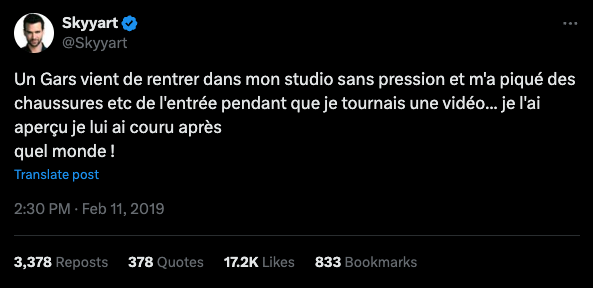 Skyyart
@Skyyart
Un Gars vient de rentrer dans mon studio sans pression et m'a piqué des
chaussures etc de l'entrée pendant que je tournais une vidéo... je l'ai
aperçu je lui ai couru après
quel monde !
Translate post
2:30 PM · Feb 11, 2019
3,378 Reposts 378 Quotes 17.2K Likes 833 Bookmarks